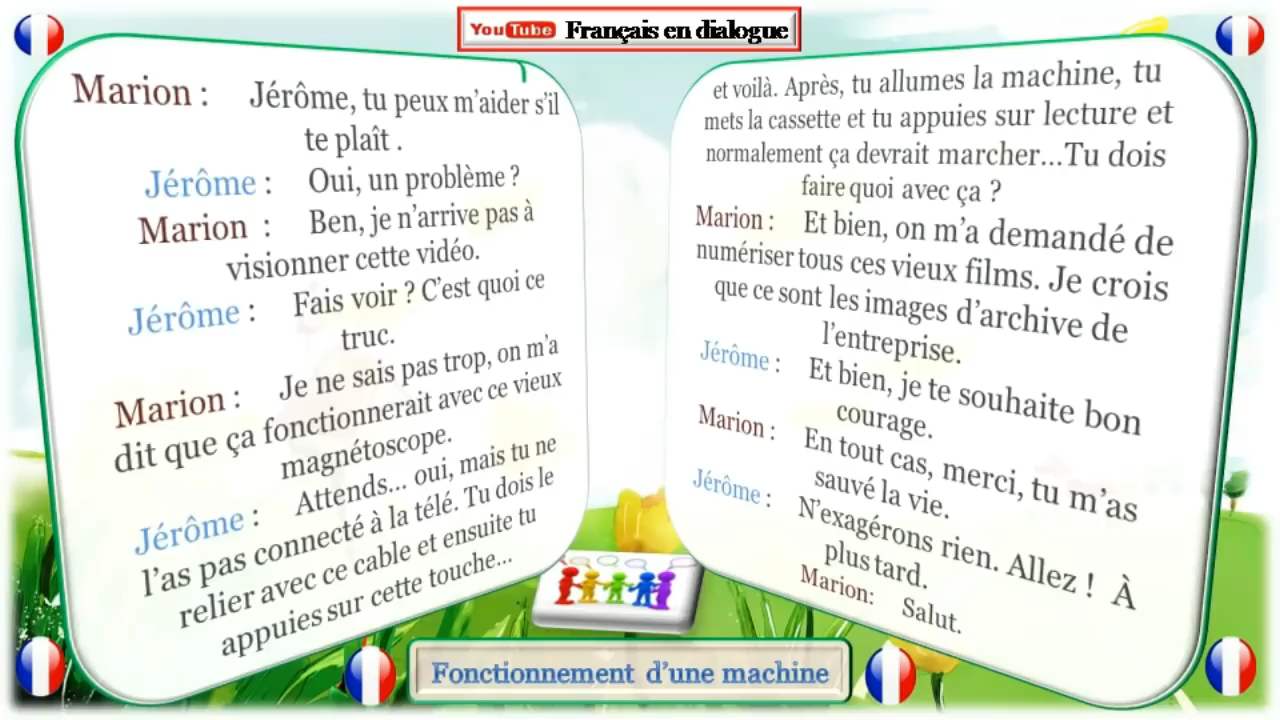 YouTube Français en dialogue
Marion : Jérôme, tu peux m'aider s'il
te plaît .
Jérôme : Oui, un problème ?
Marion : Ben, je n'arrive pas à
visionner cette vidéo.
Jérôme : Fais voir ? C'est quoi ce
truc.
Marion : Je ne sais pas trop, on m'a
dit que ça fonctionnerait avec ce vieux
magnétoscope.
Jérôme : Attends... oui, mais tu ne
l'as pas connecté à la télé. Tu dois le
relier avec ce cable et ensuite tu
appuies sur cette touche...
et voilà. Après, tu allumes la machine, tu
mets la cassette et tu appuies sur lecture et
normalement ça devrait marcher...Tu dois
faire quoi avec ça ?
Marion : Et bien, on m'a demandé de
numériser tous ces vieux films. Je crois
que ce sont les images d'archive de
l'entreprise.
Jérôme : Et bien, je te souhaite bon
courage.
Marion : En tout cas, merci, tu m'as
sauvé la vie.
Jérôme : N'exagérons rien. Allez ! À
plus tard.
Marion: Salut.
Fonctionnement d'une machine